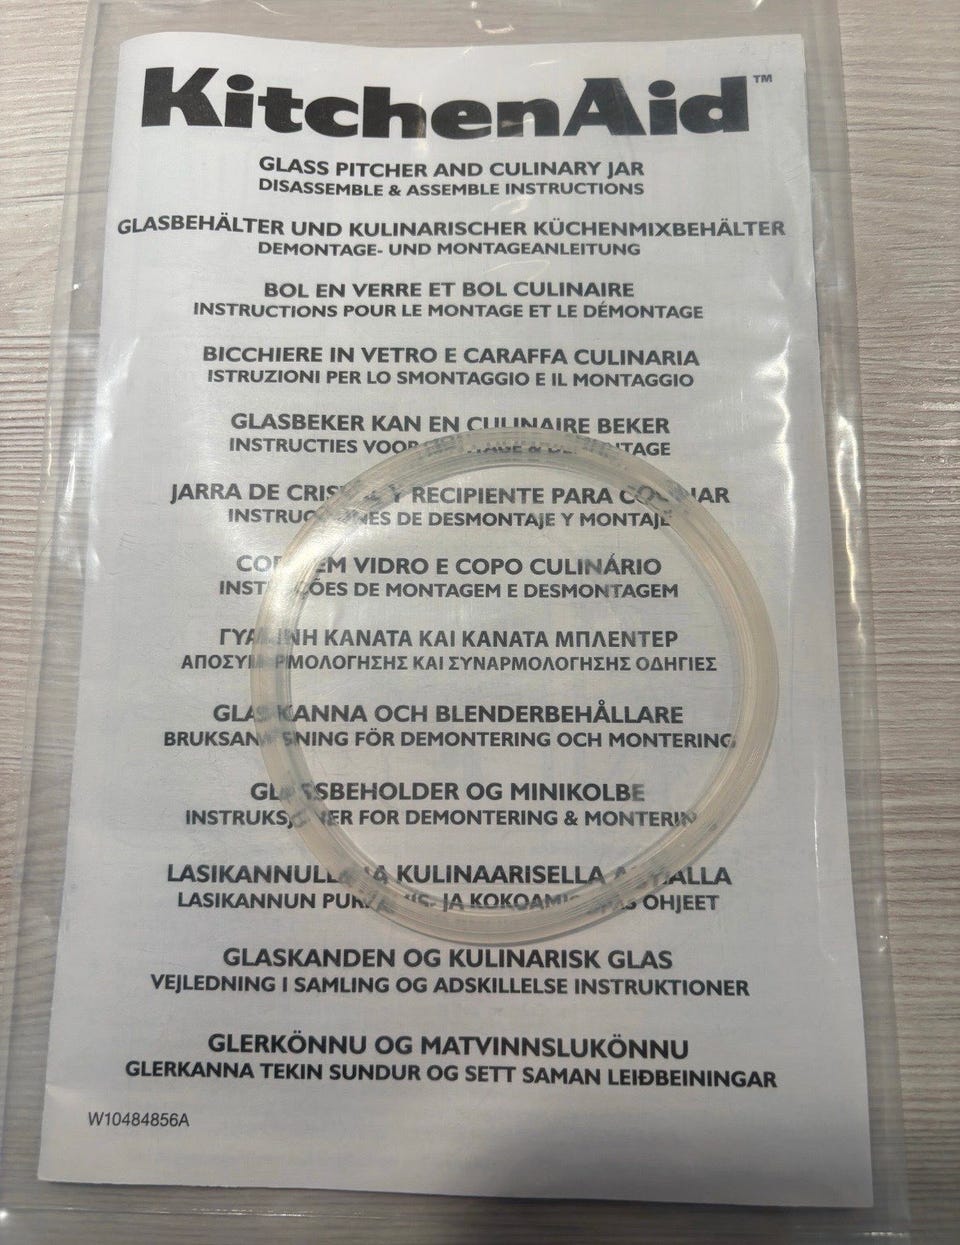 KitchenAid™
GLASS PITCHER AND CULINARY JAR
DISASSEMBLE & ASSEMBLE INSTRUCTIONS
GLASBEHÄLTER UND KULINARISCHER KÜCHENMIXBEHÄLTER
DEMONTAGE- UND MONTAGEANLEITUNG
BOL EN VERRE ET BOL CULINAIRE
INSTRUCTIONS POUR LE MONTAGE ET LE DÉMONTAGE
BICCHIERE IN VETRO E CARAFFA CULINARIA
ISTRUZIONI PER LO SMONTAGGIO E IL MONTAGGIO
GLASBEKER KAN EN CULINAIRE BEKER
INSTRUCTIES VOOR &
JARRA DE Y RECIPIENTE PARA
DE DESMONTAJE Y MONTAJE
VIDRO E COPO CULINÁRIO
DE MONTAGEM E DESMONTAGEM
ΚΑΝΑΤΑ ΚΑΙ ΚΑΝΑΤΑ ΜΠΛΕΝΤΕΡ
ΚΑΙ ΣΥΝΑΡΜΟΛΟΓΗΣΗΣ ΟΔΗΓΙΕΣ
OCH BLENDERBEHÅLLARE
FÖR DEMONTERING OCH MONTERING
OG MINIKOLBE
FOR DEMONTERING & MONTERING
KULINAARISELLA
LASIKANNUN JA OHJEET
GLASKANDEN OG KULINARISK GLAS
VEJLEDNING I SAMLING OG ADSKILLELSE INSTRUKTIONER
GLERKÖNNU OG MATVINNSLUKÖNNU
GLERKANNA TEKIN SUNDUR OG SETT SAMAN LEIÐBEININGAR
W10484856A